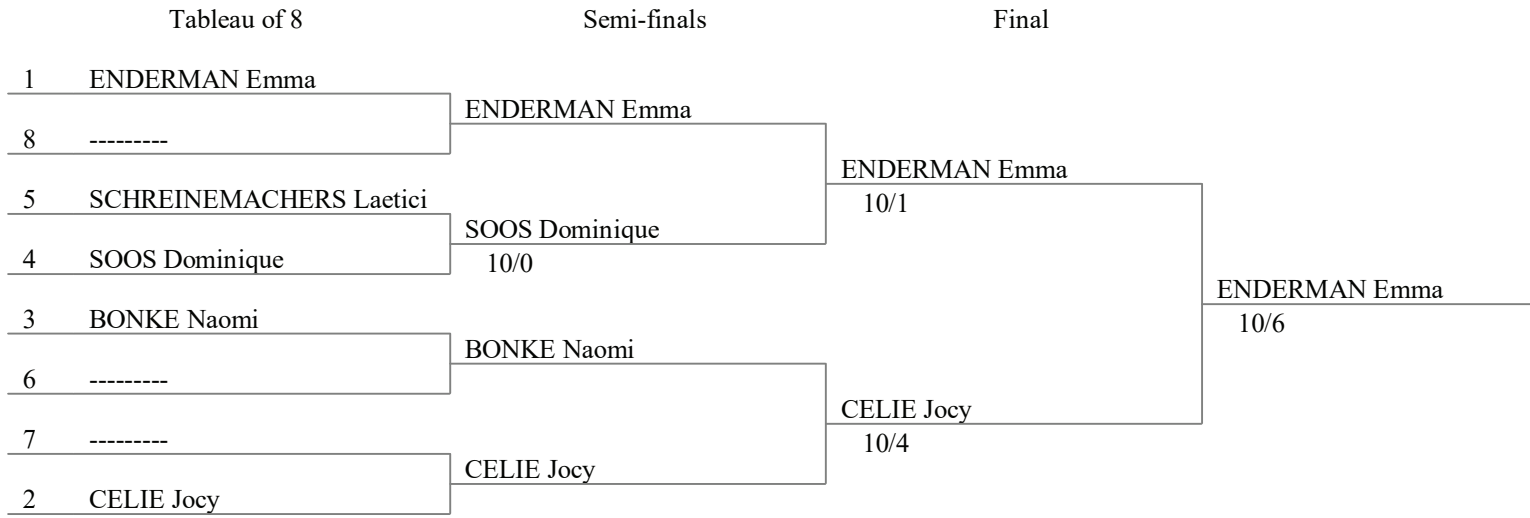 Tableau of 8 Semi-finals Final
1 ENDERMAN Emma
ENDERMAN Emma
8 ---------
ENDERMAN Emma
10/1
5 SCHREINEMACHERS Laetici
SOOS Dominique
10/0
4 SOOS Dominique
ENDERMAN Emma
10/6
3 BONKE Naomi
BONKE Naomi
6 ---------
CELIE Jocy
10/4
7 ---------
CELIE Jocy
2 CELIE Jocy